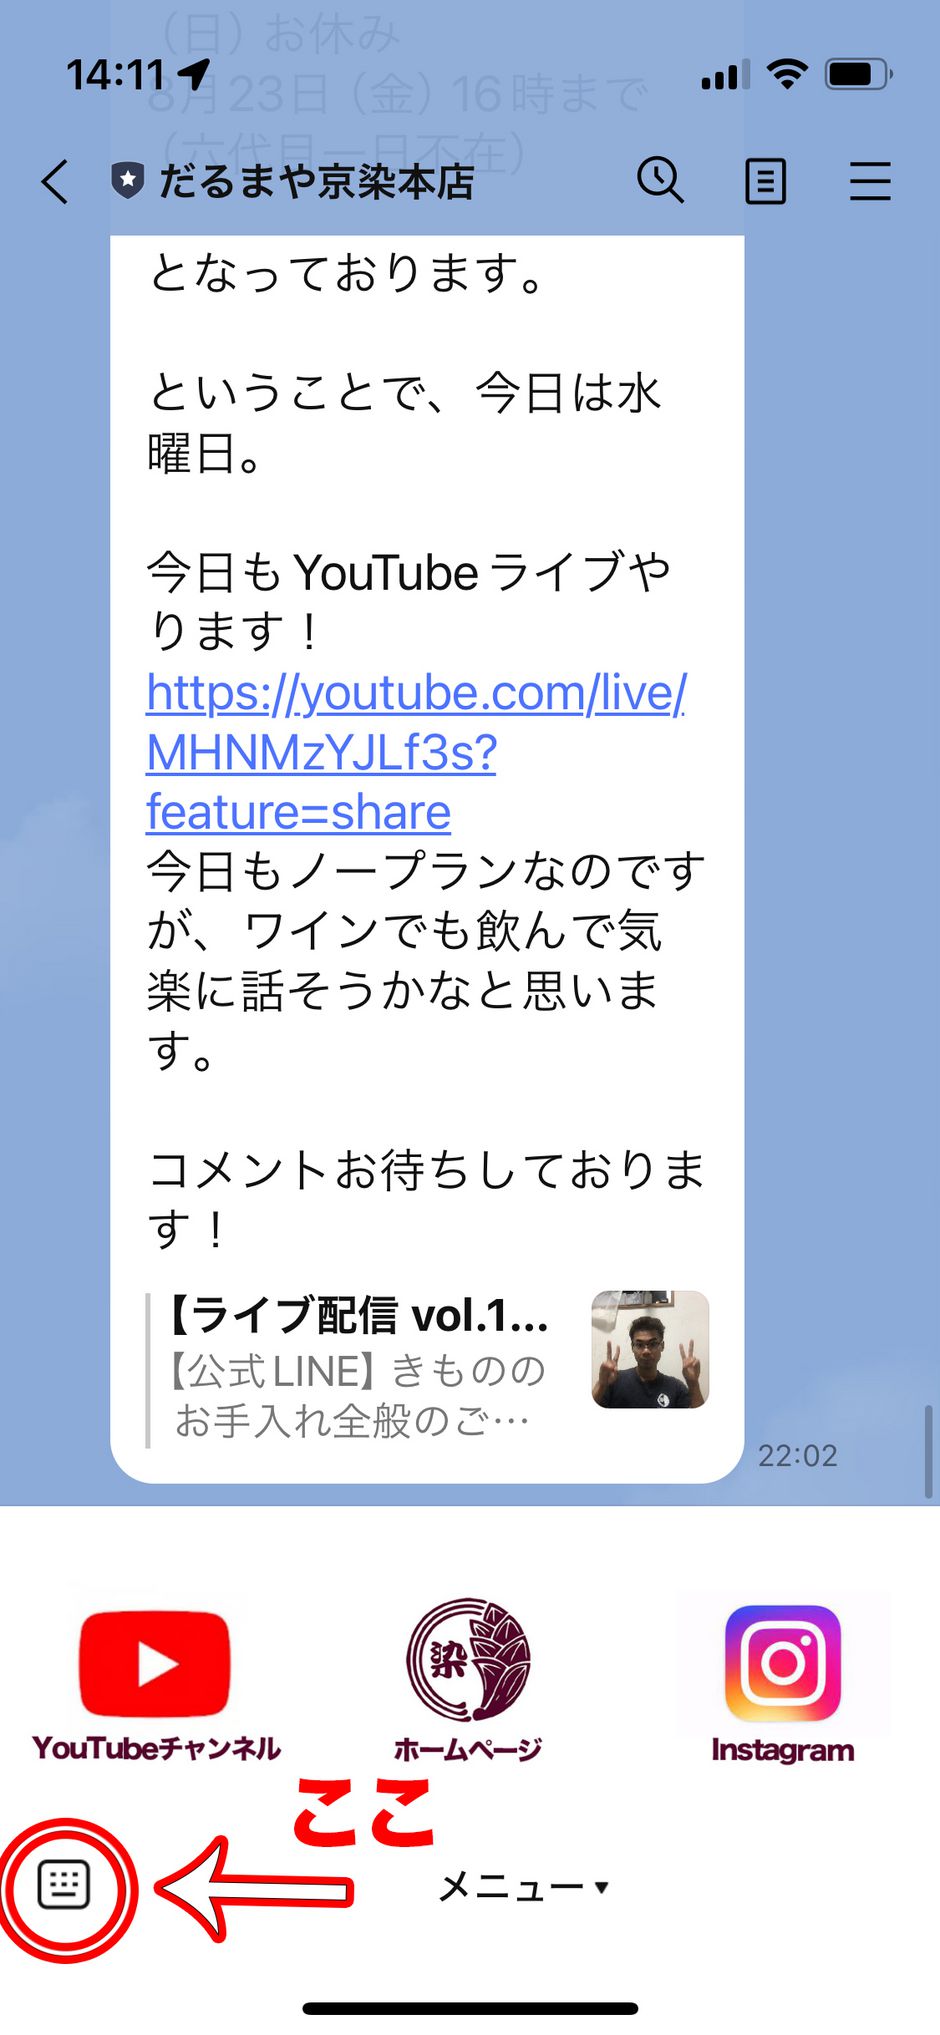 (日) お休み
14:11
8月23日(金) 16時まで
(六代目一日不在)
だるまや京染本店
となっております。
ということで、今日は水
曜日。
今日もYouTubeライブや
ります！
https://youtube.com/live/
MHNMzYJLf3s?
feature=share
今日もノープランなのです
が、ワインでも飲んで気
楽に話そうかなと思いま
す。
コメントお待ちしておりま
す！
【ライブ配信 vol.1...
【公式LINE】きものの
お手入れ全般のご…
22:02
染
YouTubeチャンネル
ホームページ
Instagram
ここ
メニュー▼